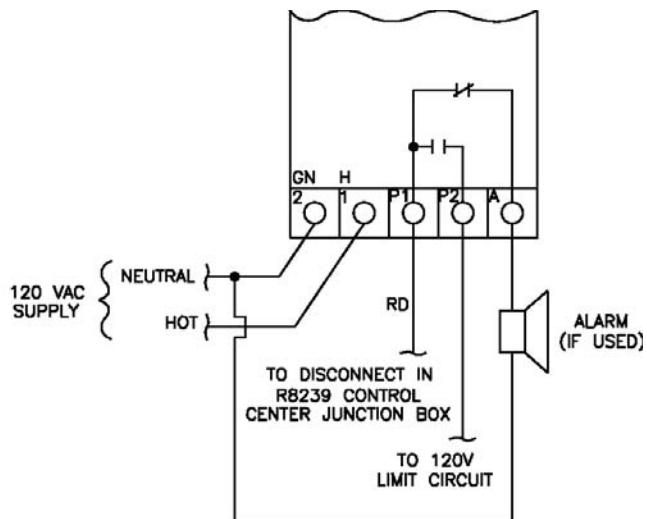 GN H
2 1 P1 P2 A
120 VAC
SUPPLY
NEUTRAL
HOT
RD
ALARM
(IF USED)
TO DISCONNECT IN
R8239 CONTROL
CENTER JUNCTION BOX
TO 120V
LIMIT CIRCUIT